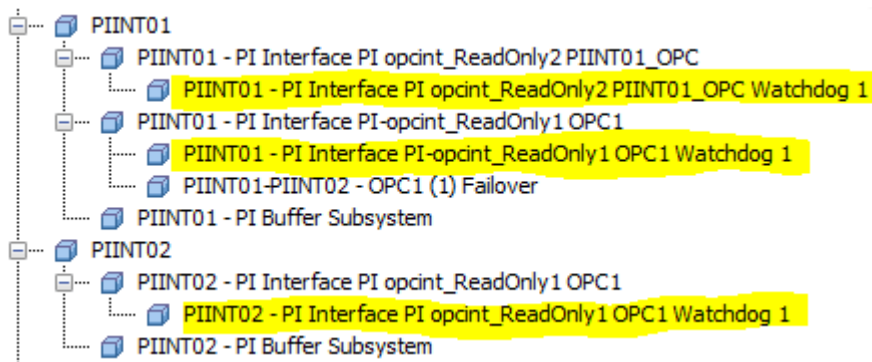 PIINT01
PIINT01 - PI Interface PI opcint_ReadOnly2 PIINT01_OPC
PIINT01 - PI Interface PI opcint_ReadOnly2 PIINT01_OPC Watchdog 1
PIINT01 - PI Interface PI-opcint_ReadOnly1 OPC1
PIINT01 - PI Interface PI-opcint_ReadOnly1 OPC1 Watchdog 1
PIINT01-PIINT02 - OPC1 (1) Failover
PIINT01 - PI Buffer Subsystem
PIINT02
PIINT02 - PI Interface PI opcint_ReadOnly1 OPC1
PIINT02 - PI Interface PI opcint_ReadOnly1 OPC1 Watchdog 1
PIINT02 - PI Buffer Subsystem